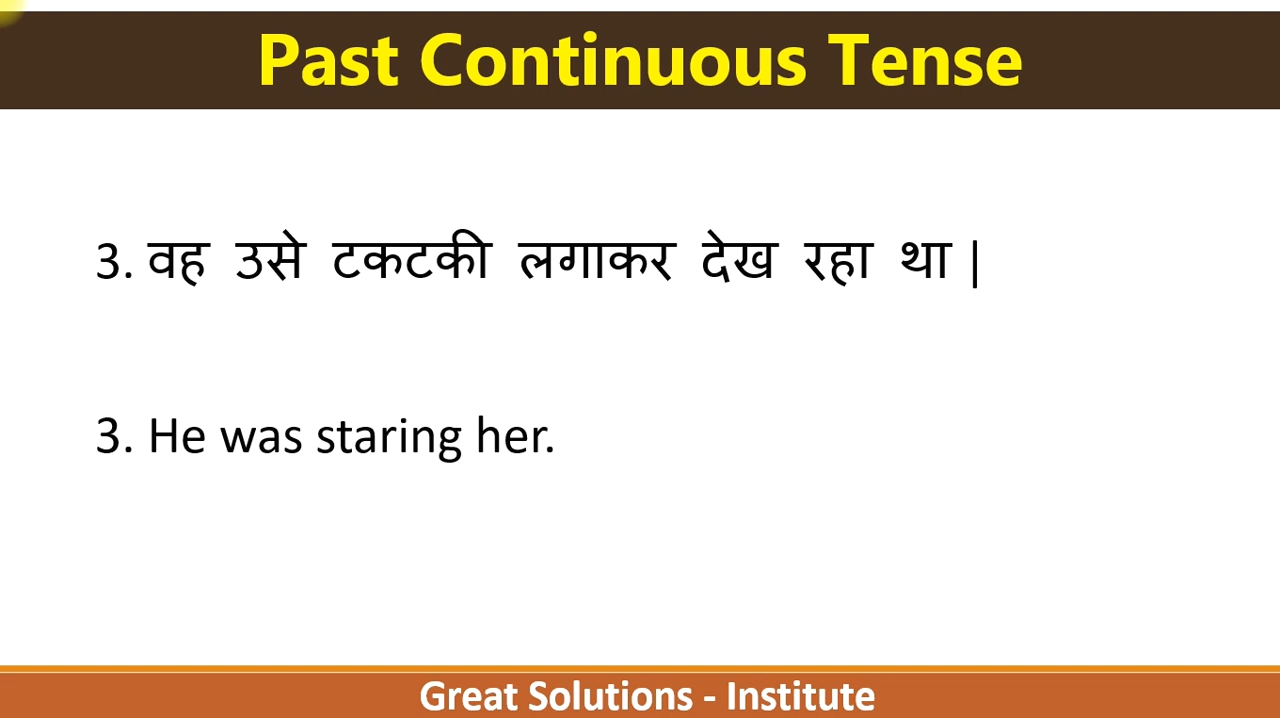 Past Continuous Tense
3. वह उसे टकटकी लगाकर देख रहा था |
3. He was staring her.
Great Solutions - Institute